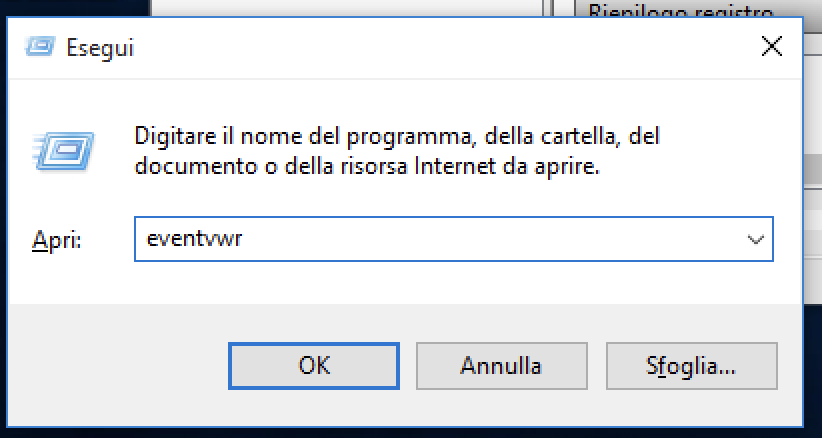 Riepilogo registro
Esegui
Digitare il nome del programma, della cartella, del
documento o della risorsa Internet da aprire.
Apri:
eventvwr
OK
Annulla
Sfoglia...